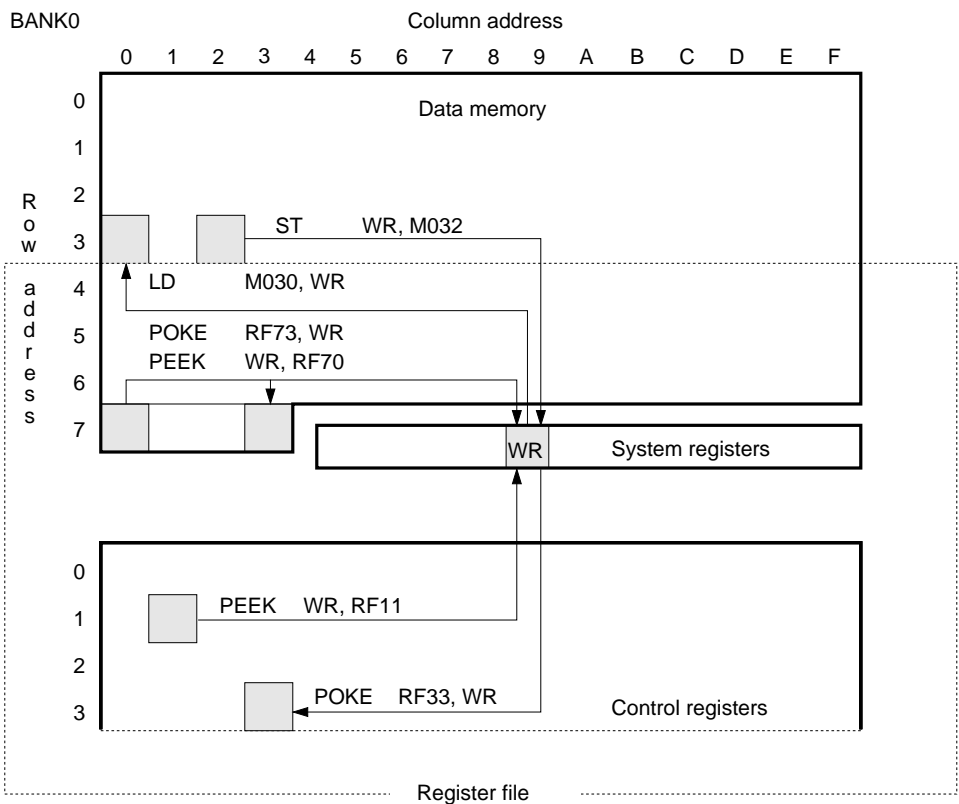 BANK0
Column address
0 1 2 3 4 5 6 7 8 9 A B C D E F
Row address
0
Data memory
1
2
3
ST WR, M032
4
LD M030, WR
5
POKE RF73, WR
PEEK WR, RF70
6
7
WR
System registers
0
1
PEEK WR, RF11
2
3
POKE RF33, WR
Control registers
Register file